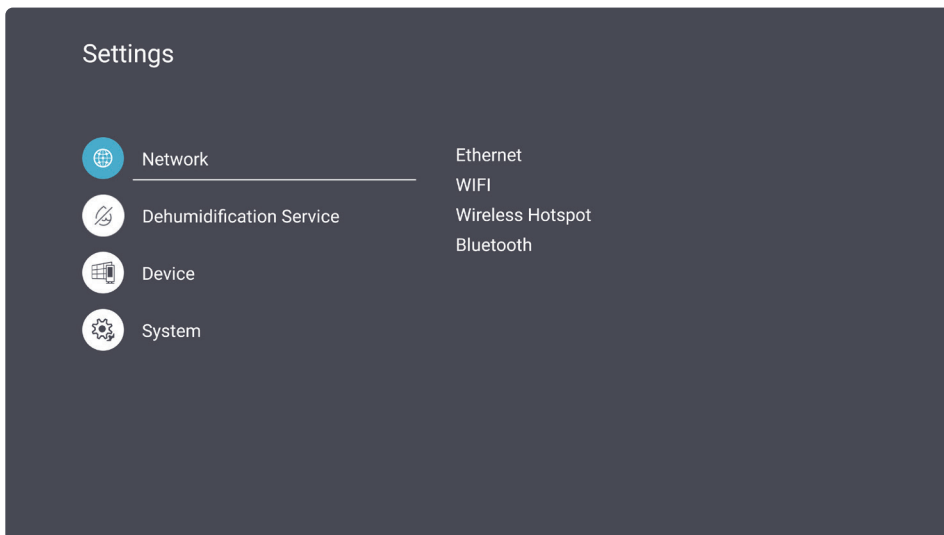 Settings
Network
Dehumidification Service
Device
System
Ethernet
WIFI
Wireless Hotspot
Bluetooth